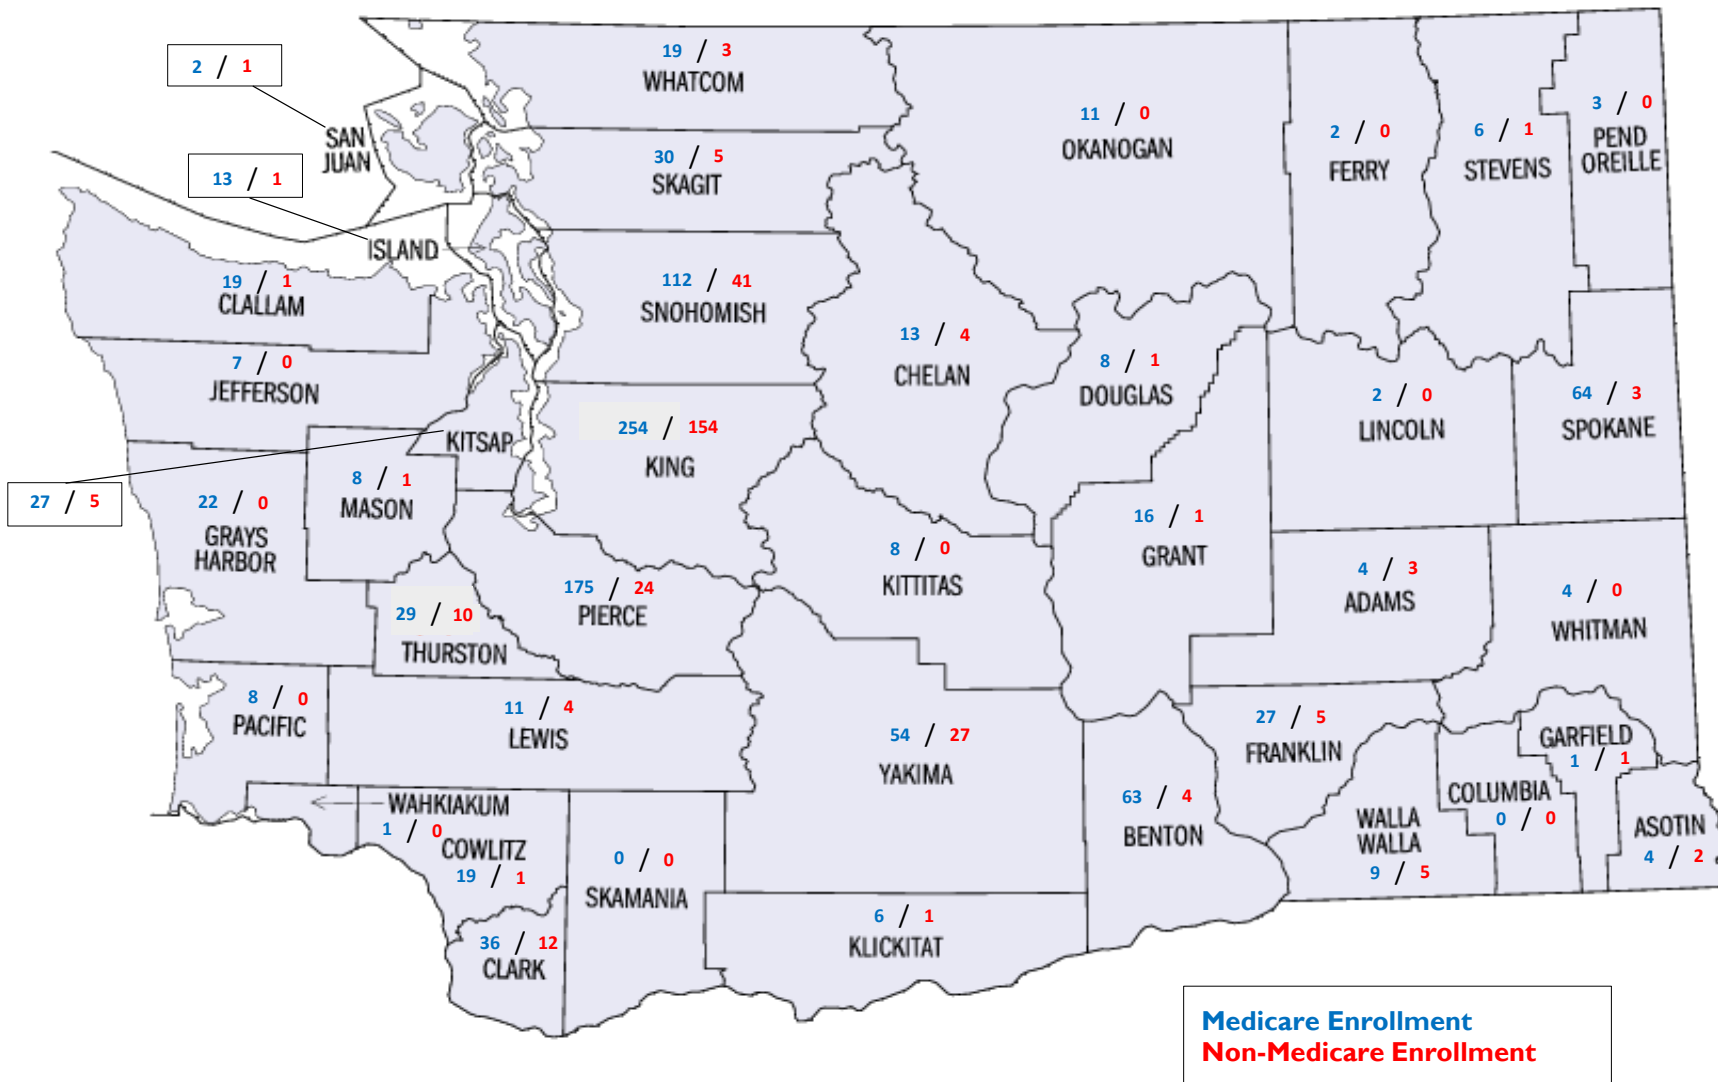 19 / 3
WHATCOM
2 / 1
SAN
JUAN
11 / 0
OKANOGAN
2 / 0
FERRY
6 / 1
STEVENS
3 / 0
PEND
OREILLE
30 / 5
SKAGIT
13 / 1
ISLAND
19 / 1
CLALLAM
112 / 41
SNOHOMISH
13 / 4
CHELAN
8 / 1
DOUGLAS
7 / 0
JEFFERSON
2 / 0
LINCOLN
64 / 3
SPOKANE
KITSAP
27 / 5
254 / 154
KING
8 / 1
MASON
22 / 0
GRAYS
HARBOR
16 / 1
GRANT
8 / 0
KITTITAS
175 / 24
PIERCE
29 / 10
THURSTON
4 / 3
ADAMS
4 / 0
WHITMAN
8 / 0
PACIFIC
11 / 4
LEWIS
54 / 27
YAKIMA
27 / 5
FRANKLIN
GARFIELD
1 / 1
63 / 4
BENTON
COLUMBIA
0 / 0
WALLA
WALLA
9 / 5
ASOTIN
4 / 2
WAHKIAKUM
1 / 0
COWLITZ
19 / 1
0 / 0
SKAMANIA
6 / 1
KLICKITAT
36 / 12
CLARK
Medicare Enrollment
Non-Medicare Enrollment